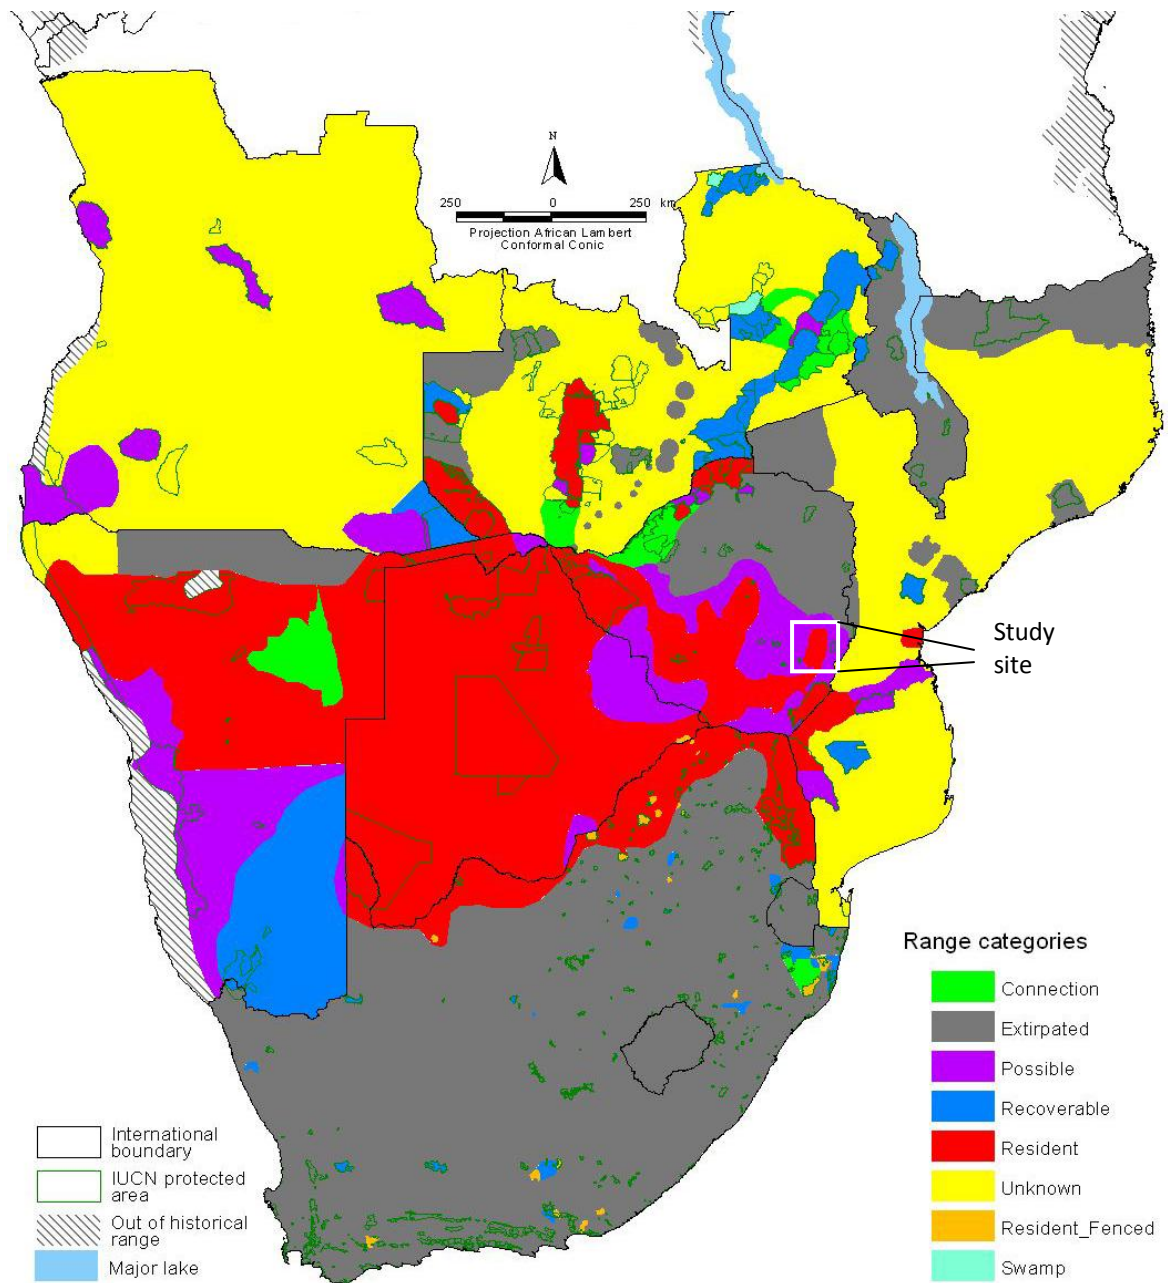 N
250 0 250 km
Projection African Lambert
Conformal Conic
Study
site
Range categories
Connection
Extirpated
Possible
Recoverable
Resident
Unknown
Resident_Fenced
Swamp
International
boundary
IUCN protected
area
Out of historical
range
Major lake